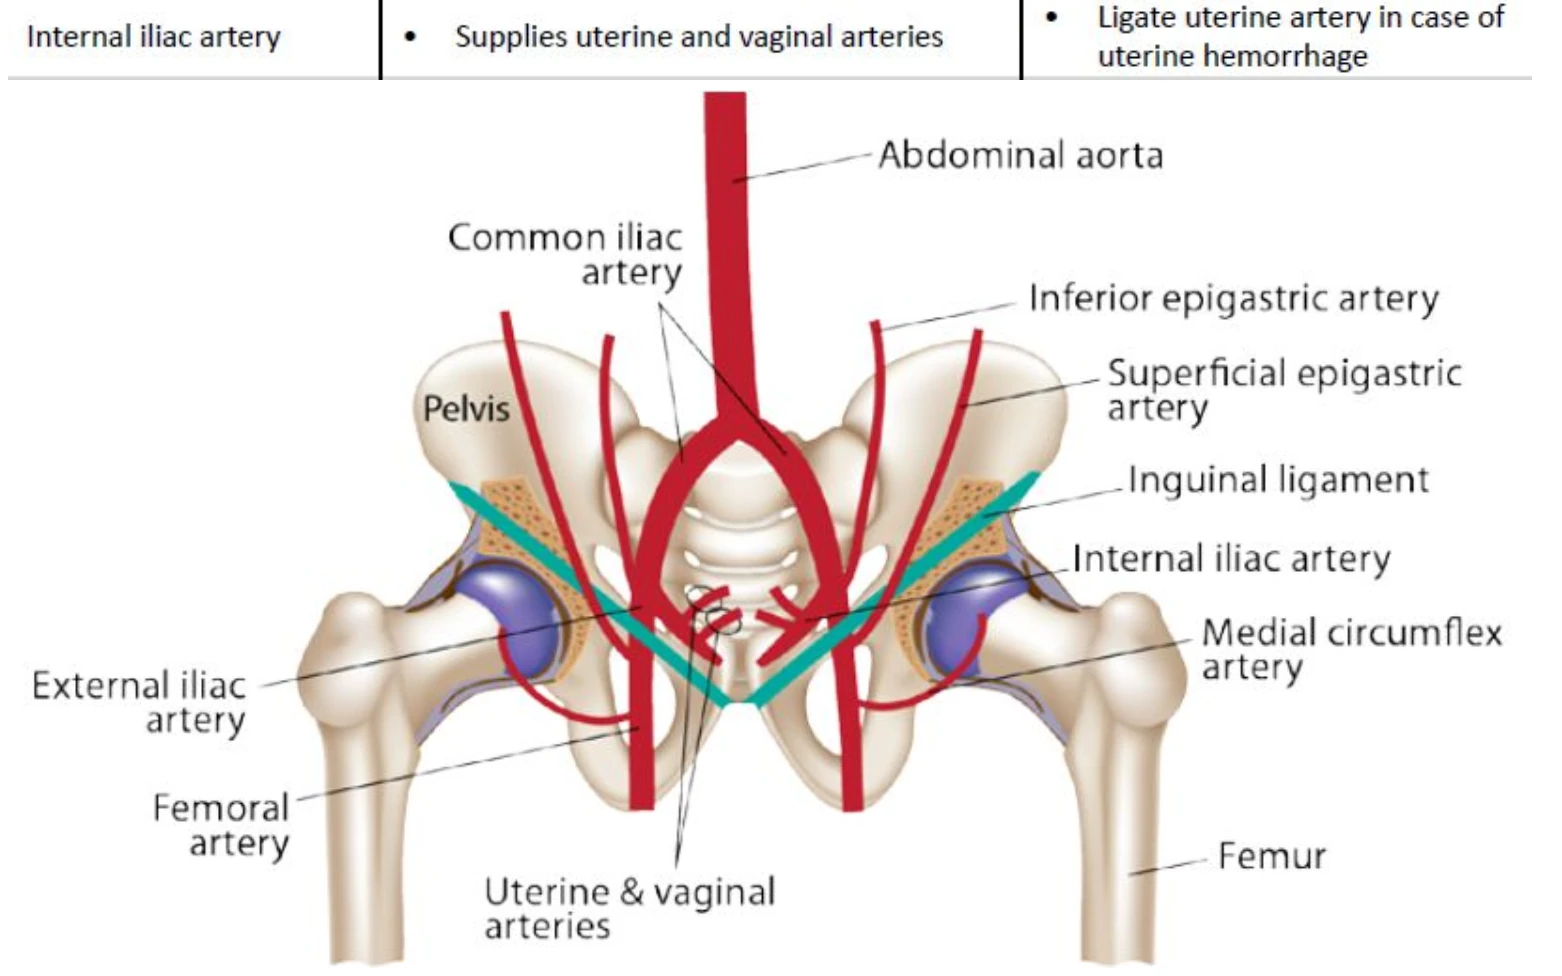 Internal iliac artery
• Supplies uterine and vaginal arteries
• Ligate uterine artery in case of
uterine hemorrhage
Abdominal aorta
Common iliac
artery
Inferior epigastric artery
Superficial epigastric
artery
Pelvis
Inguinal ligament
Internal iliac artery
Medial circumflex
artery
External iliac
artery
Femoral
artery
Femur
Uterine & vaginal
arteries